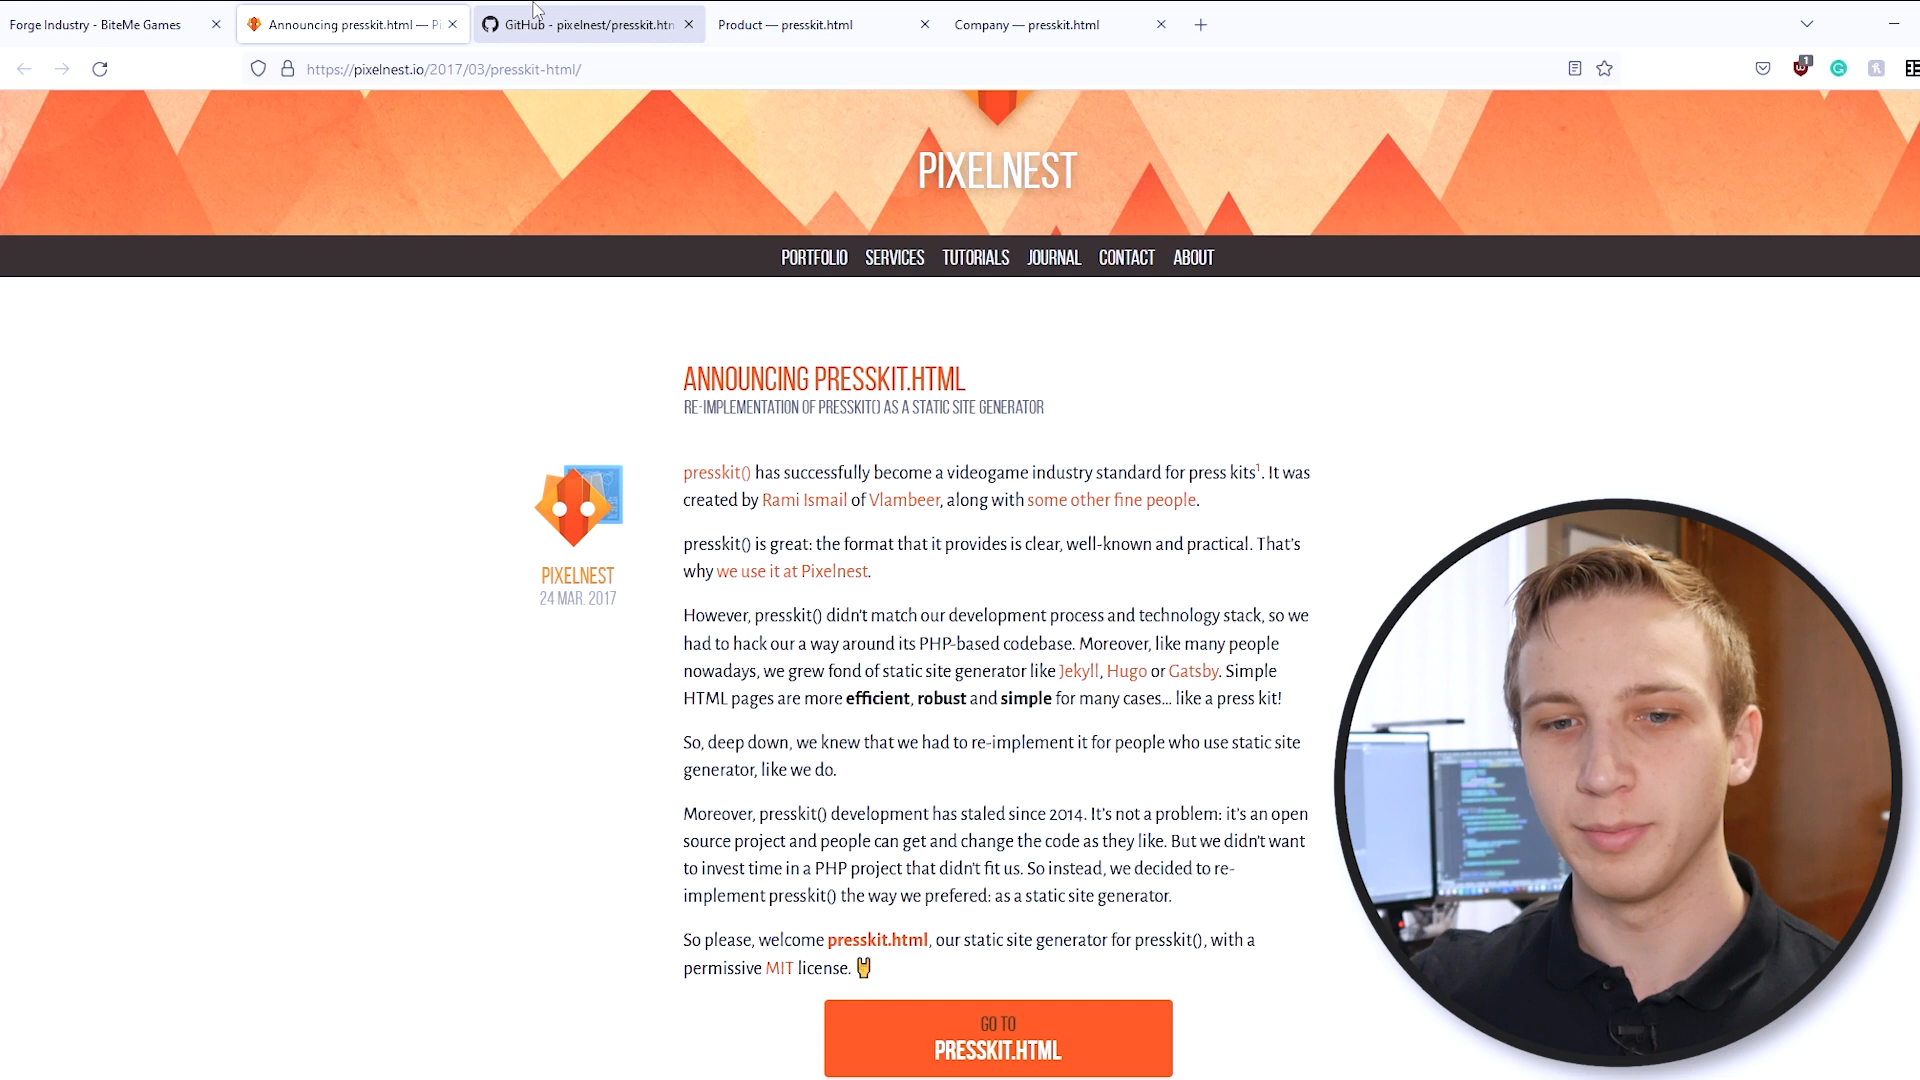 Forge Industry - BiteMe Games
Announcing presskit.html — Pi
GitHub - pixelnest/presskit.htm
Product — presskit.html
Company — presskit.html
https://pixelnest.io/2017/03/presskit-html/
1
PIXELNEST
PORTFOLIO SERVICES TUTORIALS JOURNAL CONTACT ABOUT
ANNOUNCING PRESSKIT.HTML
RE-IMPLEMENTATION OF PRESSKIT() AS A STATIC SITE GENERATOR
PIXELNEST
24 MAR. 2017
presskit() has successfully become a videogame industry standard for press kits1. It was
created by Rami Ismail of Vlambeer, along with some other fine people.
presskit() is great: the format that it provides is clear, well-known and practical. That's
why we use it at Pixelnest.
However, presskit() didn't match our development process and technology stack, so we
had to hack our a way around its PHP-based codebase. Moreover, like many people
nowadays, we grew fond of static site generator like Jekyll, Hugo or Gatsby. Simple
HTML pages are more efficient, robust and simple for many cases... like a press kit!
So, deep down, we knew that we had to re-implement it for people who use static site
generator, like we do.
Moreover, presskit() development has staled since 2014. It's not a problem: it's an open
source project and people can get and change the code as they like. But we didn't want
to invest time in a PHP project that didn't fit us. So instead, we decided to re-
implement presskit() the way we prefered: as a static site generator.
So please, welcome presskit.html, our static site generator for presskit(), with a
permissive MIT license. 🤘
GO TO
PRESSKIT.HTML